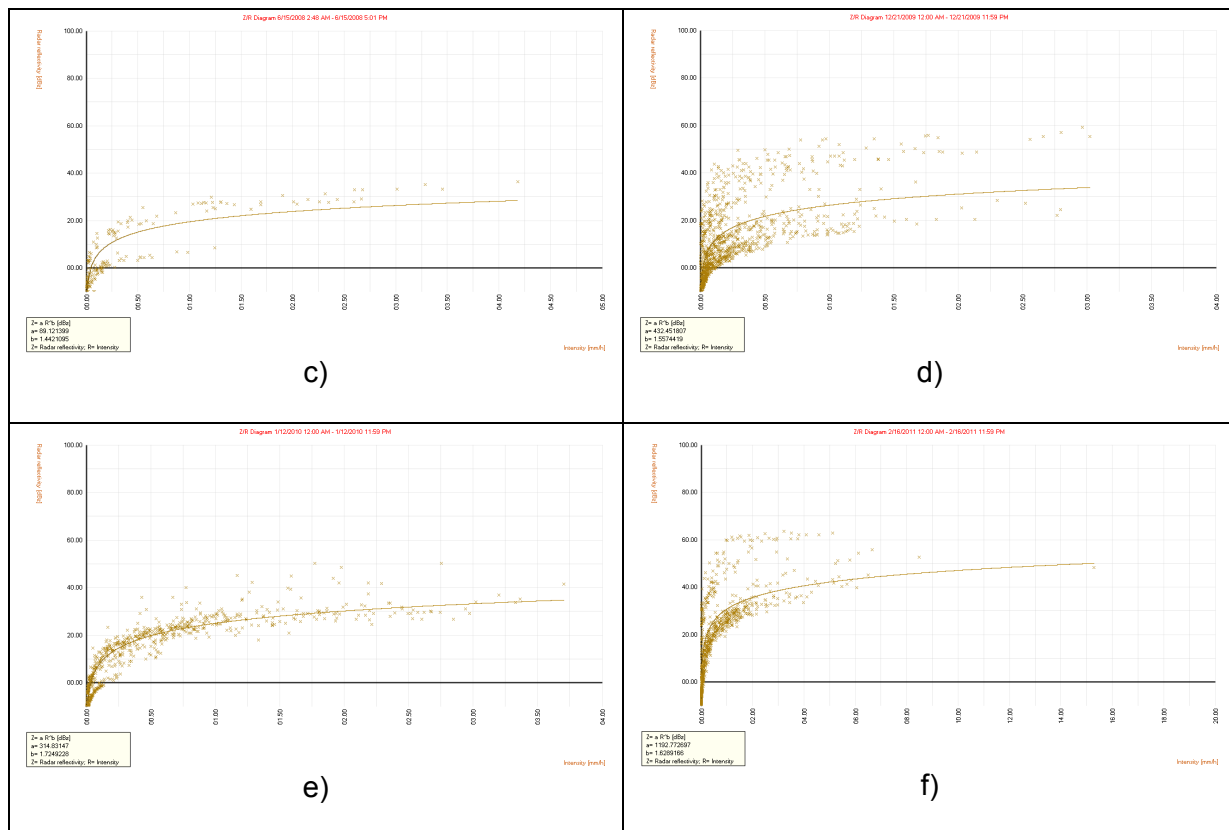 Z/R Diagram 6/15/2008 2:48 AM - 6/15/2008 5:01 PM
Radar reflectivity [dBz]
100.00
80.00
60.00
40.00
20.00
00.00
00.00 00.50 01.00 01.50 02.00 02.50 03.00 03.50 04.00 04.50 05.00
Z= a R^b [dBz]
a= 89.121399
b= 1.4421095
Z= Radar reflectivity; R= Intensity
Intensity [mm/h]
c)
Z/R Diagram 12/21/2009 12:00 AM - 12/21/2009 11:59 PM
Radar reflectivity [dBz]
100.00
80.00
60.00
40.00
20.00
00.00
00.00 00.50 01.00 01.50 02.00 02.50 03.00 03.50 04.00
Z= a R^b [dBz]
a= 432.451807
b= 1.5574419
Z= Radar reflectivity; R= Intensity
Intensity [mm/h]
d)
Z/R Diagram 1/12/2010 12:00 AM - 1/12/2010 11:59 PM
Radar reflectivity [dBz]
100.00
80.00
60.00
40.00
20.00
00.00
00.00 00.50 01.00 01.50 02.00 02.50 03.00 03.50 04.00
Z= a R^b [dBz]
a= 314.83147
b= 1.7249228
Z= Radar reflectivity; R= Intensity
Intensity [mm/h]
e)
Z/R Diagram 2/16/2011 12:00 AM - 2/16/2011 11:59 PM
Radar reflectivity [dBz]
100.00
80.00
60.00
40.00
20.00
00.00
00.00 02.00 04.00 06.00 08.00 10.00 12.00 14.00 16.00 18.00 20.00
Z= a R^b [dBz]
a= 1192.772697
b= 1.6289166
Z= Radar reflectivity; R= Intensity
Intensity [mm/h]
f)